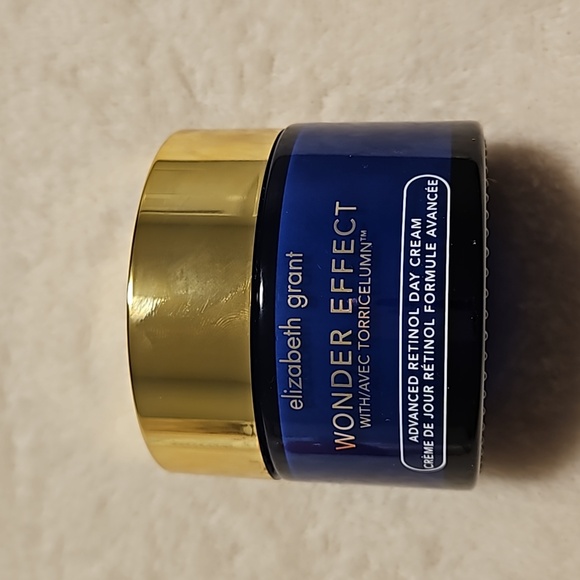 elizabeth grant
WONDER EFFECT
WITH/AVEC TORRICELUMN™
ADVANCED RETINOL DAY CREAM
CRÈME DE JOUR RÉTINOL FORMULE AVANCÉE